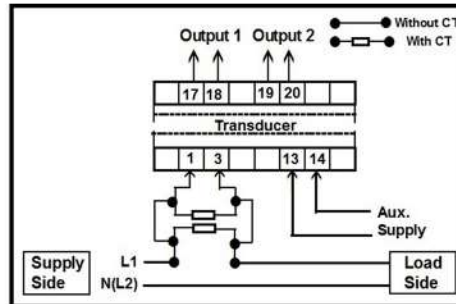 Without CT
With CT
Output 1 Output 2
17 18 19 20
Transducer
1 3 13 14
Aux.
Supply
Supply
Side
L1
N(L2)
Load
Side